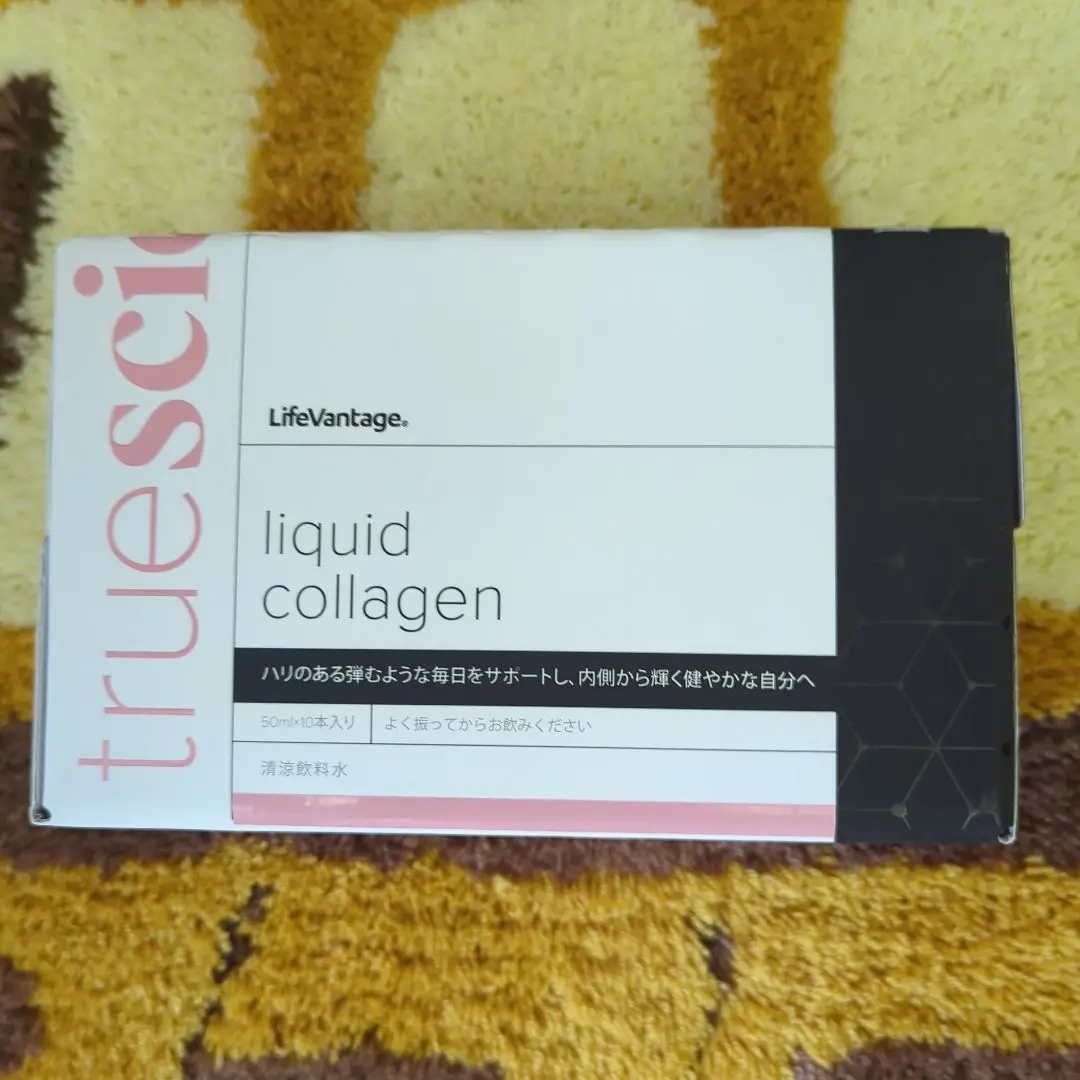 truesci
LifeVantage®
liquid
collagen
ハリのある弾むような毎日をサポートし、内側から輝く健やかな自分へ
50ml×10本入り
よく振ってからお飲みください
清涼飲料水